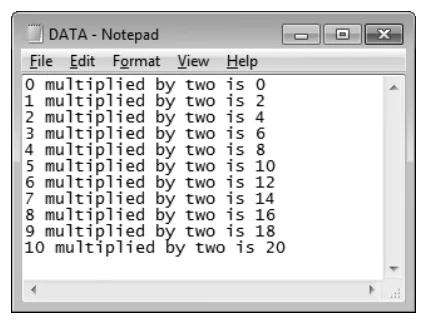 DATA - Notepad
File Edit Format View Help
0 multiplied by two is 0
1 multiplied by two is 2
2 multiplied by two is 4
3 multiplied by two is 6
4 multiplied by two is 8
5 multiplied by two is 10
6 multiplied by two is 12
7 multiplied by two is 14
8 multiplied by two is 16
9 multiplied by two is 18
10 multiplied by two is 20